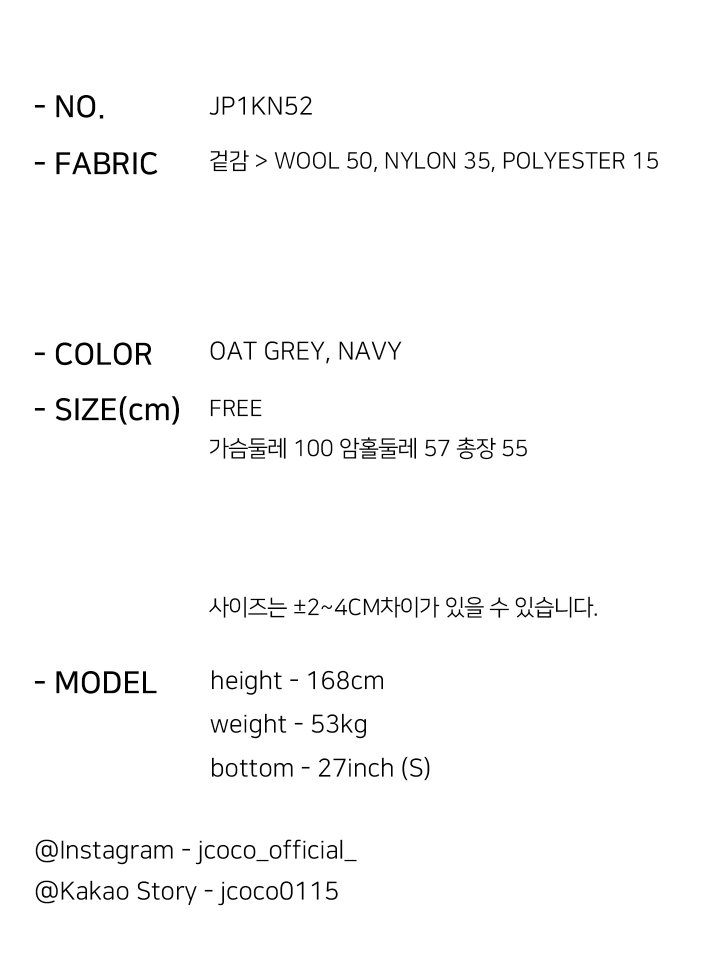 - NO. JP1KN52
- FABRIC 겉감 > WOOL 50, NYLON 35, POLYESTER 15
- COLOR OAT GREY, NAVY
- SIZE(cm) FREE
가슴둘레 100 암홀둘레 57 총장 55
사이즈는 ±2~4CM차이가 있을 수 있습니다.
- MODEL height - 168cm
weight - 53kg
bottom - 27inch (S)
@Instagram - jcoco_official_
@Kakao Story - jcoco0115